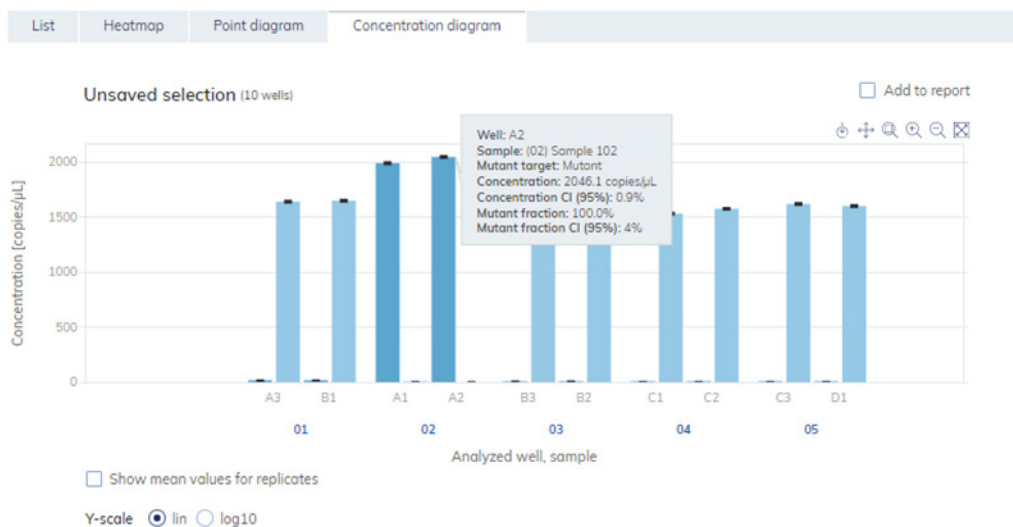 List Heatmap Point diagram Concentration diagram
Unsaved selection (10 wells)
Add to report
Well: A2
Sample: (02) Sample 102
Mutant target: Mutant
Concentration: 2046.1 copies/µL
Concentration CI (95%): 0.9%
Mutant fraction: 100.0%
Mutant fraction CI (95%): 4%
Concentration [copies/µL]
2000
1500
1000
500
0
A3 B1 A1 A2 B3 B2 C1 C2 C3 D1
01 02 03 04 05
Analyzed well, sample
Show mean values for replicates
Y-scale lin log10